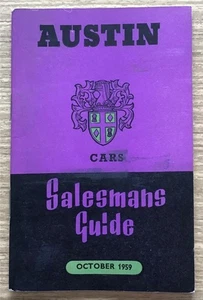 AUSTIN
CARS
Salesmans
Guide
OCTOBER 1959